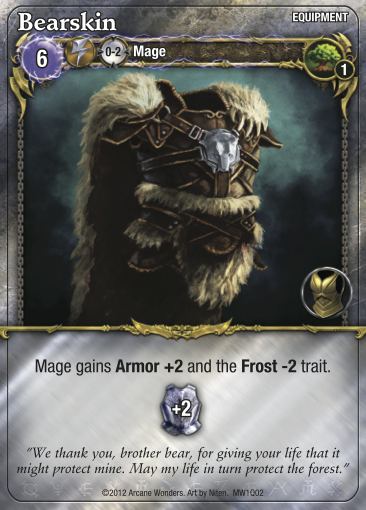 Bearskin
EQUIPMENT
6
0-2
Mage
1
Mage gains Armor +2 and the Frost -2 trait.
+2
"We thank you, brother bear, for giving your life that it
might protect mine. May my life in turn protect the forest."
©2012 Arcane Wonders. Art by Niten. MW1Q02